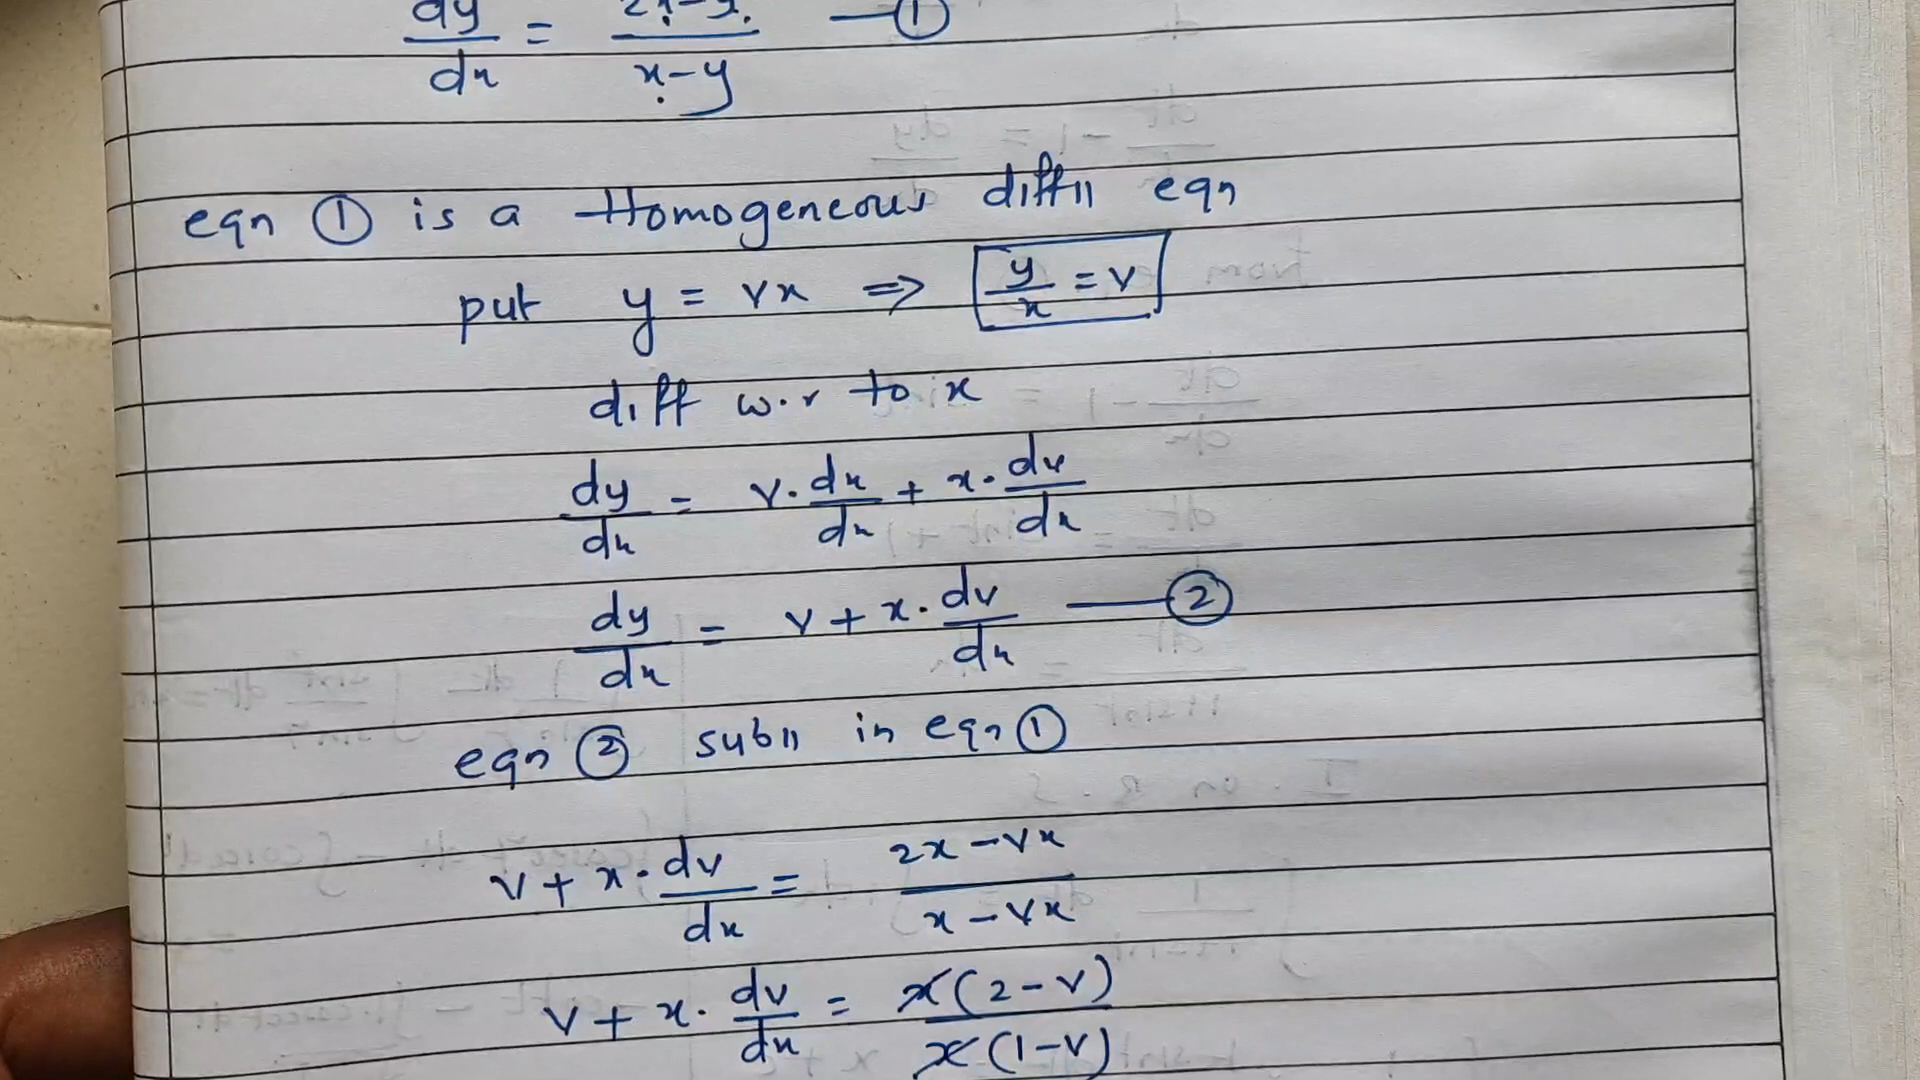 dy/dx = 2x-y/x-y —①
eqn ① is a Homogeneous diff〃 eqn
put y = vx ⇒ y/x = v
diff w.r to x
dy/dx = v. dx/dx + x. dv/dx
dy/dx = v + x. dv/dx —②
eqn ② sub〃 in eqn ①
v + x. dv/dx = 2x-vx/x-vx
v + x. dv/dx = x(2-v)/x(1-v)